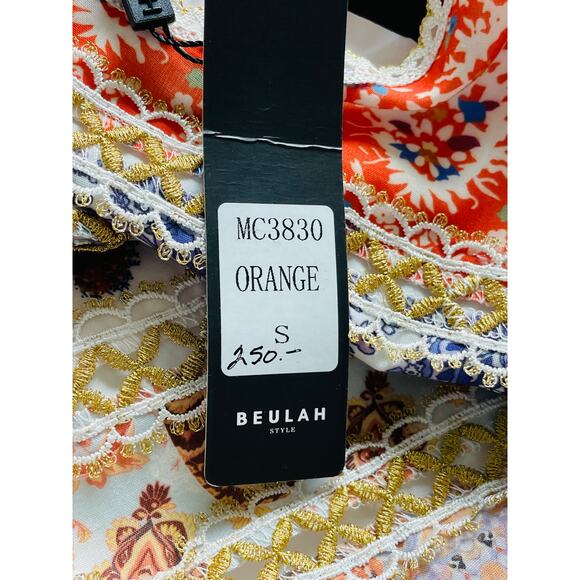 MC3830
ORANGE
S
250.-
BEULAH
STYLE